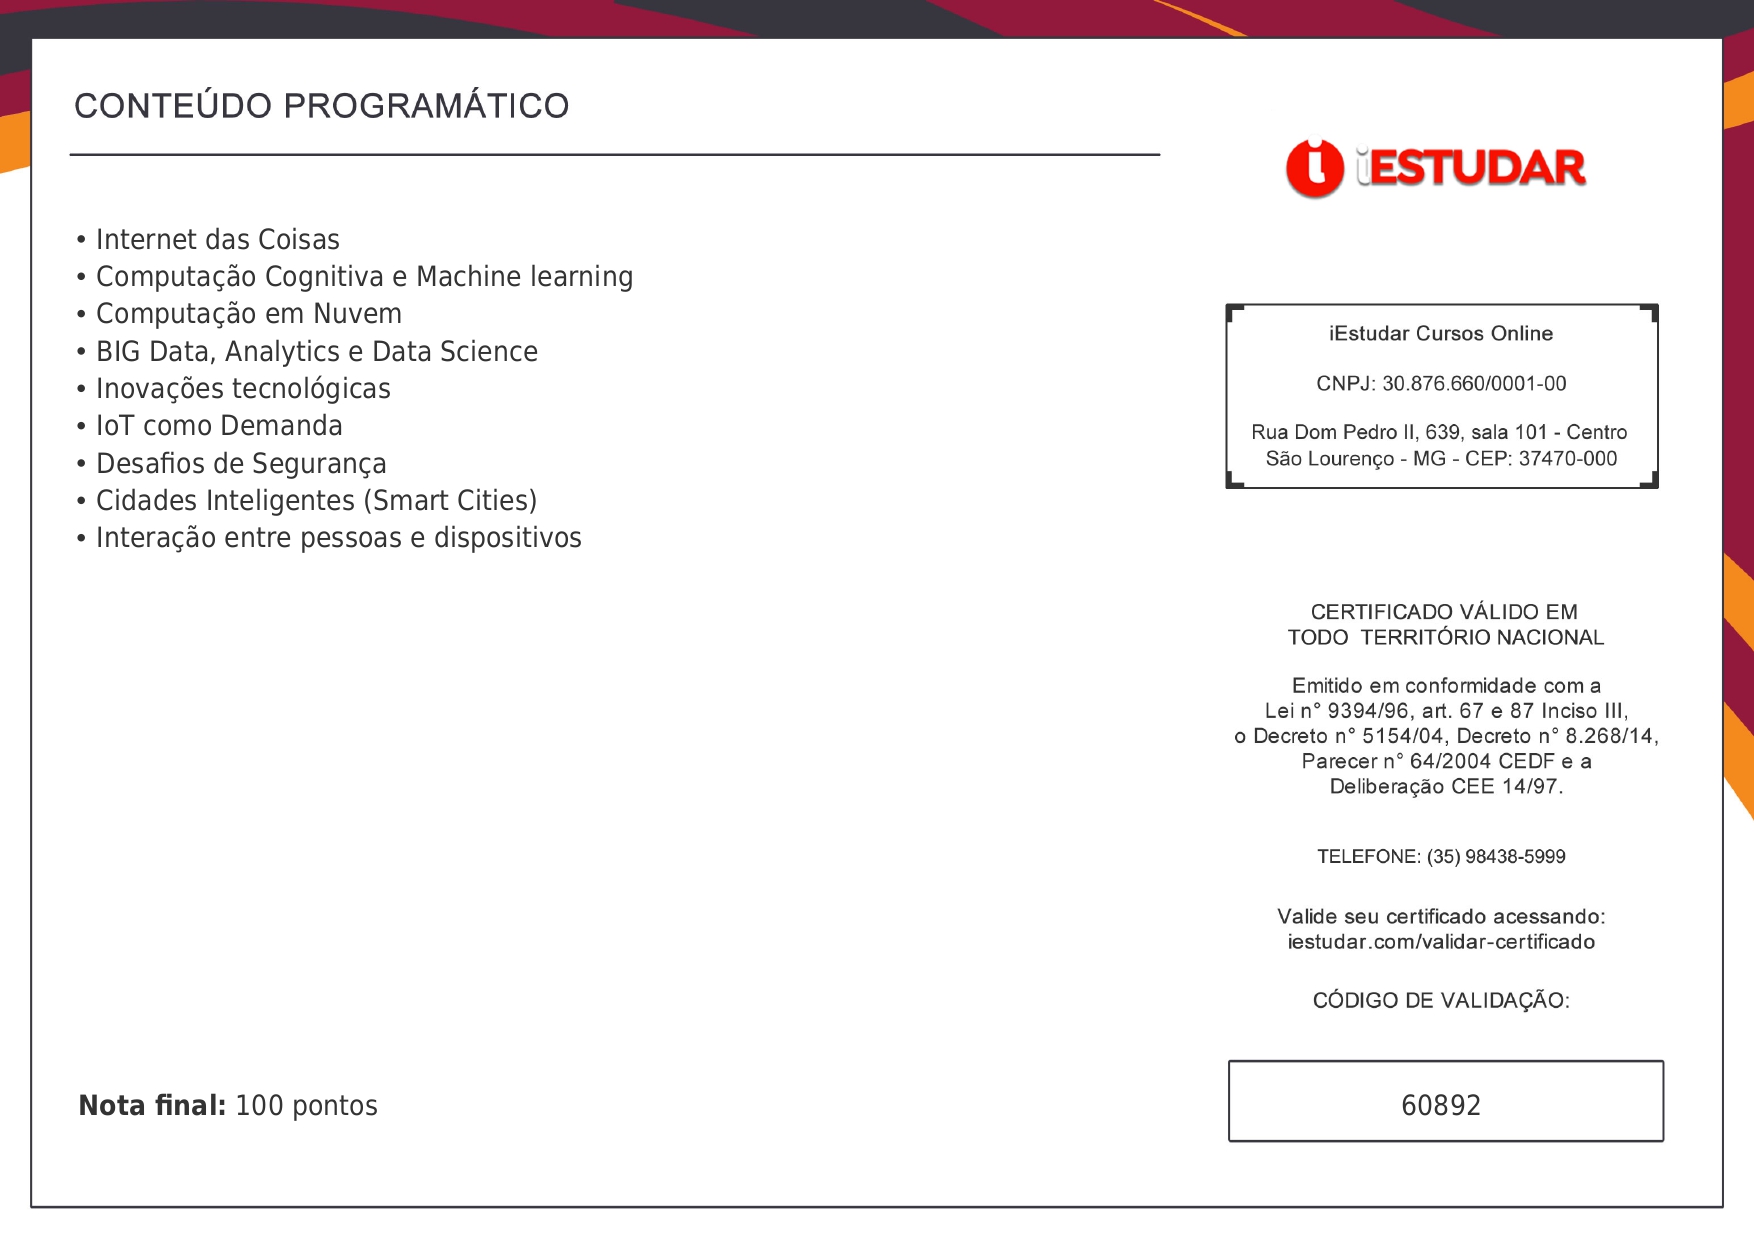 CONTEÚDO PROGRAMÁTICO
• Internet das Coisas
• Computação Cognitiva e Machine learning
• Computação em Nuvem
• BIG Data, Analytics e Data Science
• Inovações tecnológicas
• IoT como Demanda
• Desafios de Segurança
• Cidades Inteligentes (Smart Cities)
• Interação entre pessoas e dispositivos
Nota final: 100 pontos
iESTUDAR
iEstudar Cursos Online
CNPJ: 30.876.660/0001-00
Rua Dom Pedro II, 639, sala 101 - Centro
São Lourenço - MG - CEP: 37470-000
CERTIFICADO VÁLIDO EM
TODO TERRITÓRIO NACIONAL
Emitido em conformidade com a
Lei n° 9394/96, art. 67 e 87 Inciso III,
o Decreto n° 5154/04, Decreto n° 8.268/14,
Parecer n° 64/2004 CEDF e a
Deliberação CEE 14/97.
TELEFONE: (35) 98438-5999
Valide seu certificado acessando:
iestudar.com/validar-certificado
CÓDIGO DE VALIDAÇÃO:
60892